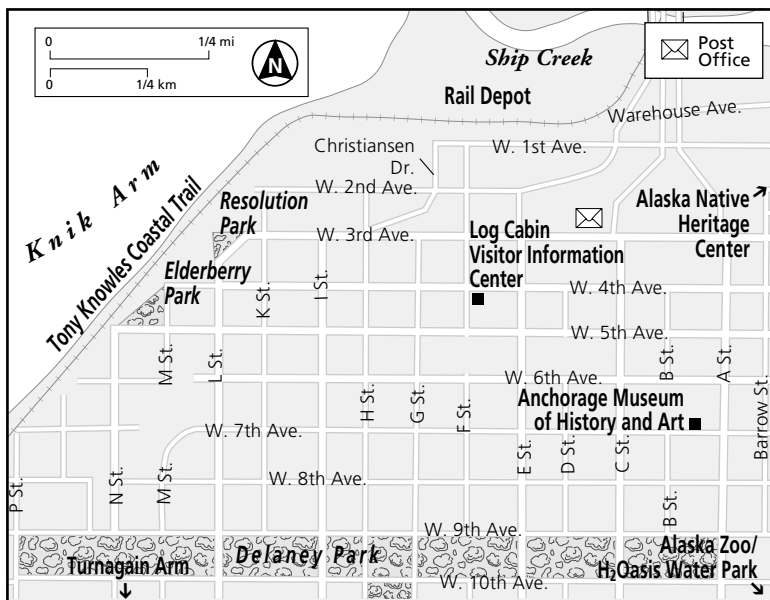 0 1/4 mi
0 1/4 km
N
Post
Office
Ship Creek
Rail Depot
Warehouse Ave.
Christiansen
Dr.
W. 1st Ave.
W. 2nd Ave.
Knik Arm
Tony Knowles Coastal Trail
Resolution
Park
W. 3rd Ave.
Log Cabin
Visitor Information
Center
Alaska Native
Heritage
Center
Elderberry
Park
W. 4th Ave.
K St.
I St.
W. 5th Ave.
M St.
L St.
B St.
A St.
W. 6th Ave.
H St.
G St.
F St.
Anchorage Museum
of History and Art
Barrow St.
W. 7th Ave.
E St.
D St.
C St.
P St.
N St.
M St.
W. 8th Ave.
B St.
W. 9th Ave.
Delaney Park
Turnagain Arm
Alaska Zoo/
H₂Oasis Water Park
W. 10th Ave.